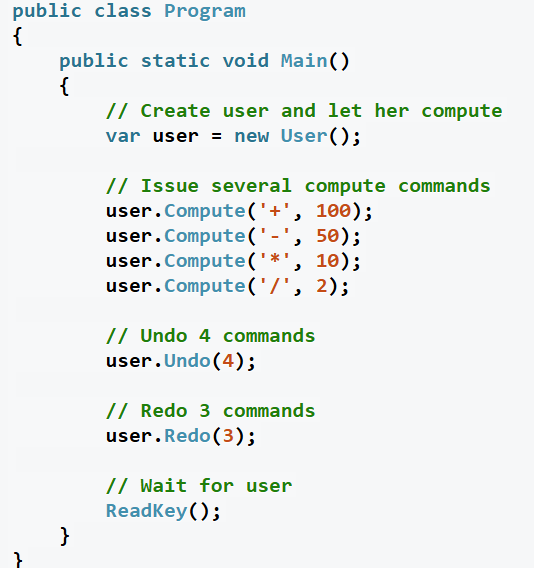 public class Program
{
    public static void Main()
    {
        // Create user and let her compute
        var user = new User();

        // Issue several compute commands
        user.Compute('+', 100);
        user.Compute('-', 50);
        user.Compute('*', 10);
        user.Compute('/', 2);

        // Undo 4 commands
        user.Undo(4);

        // Redo 3 commands
        user.Redo(3);

        // Wait for user
        ReadKey();
    }
}